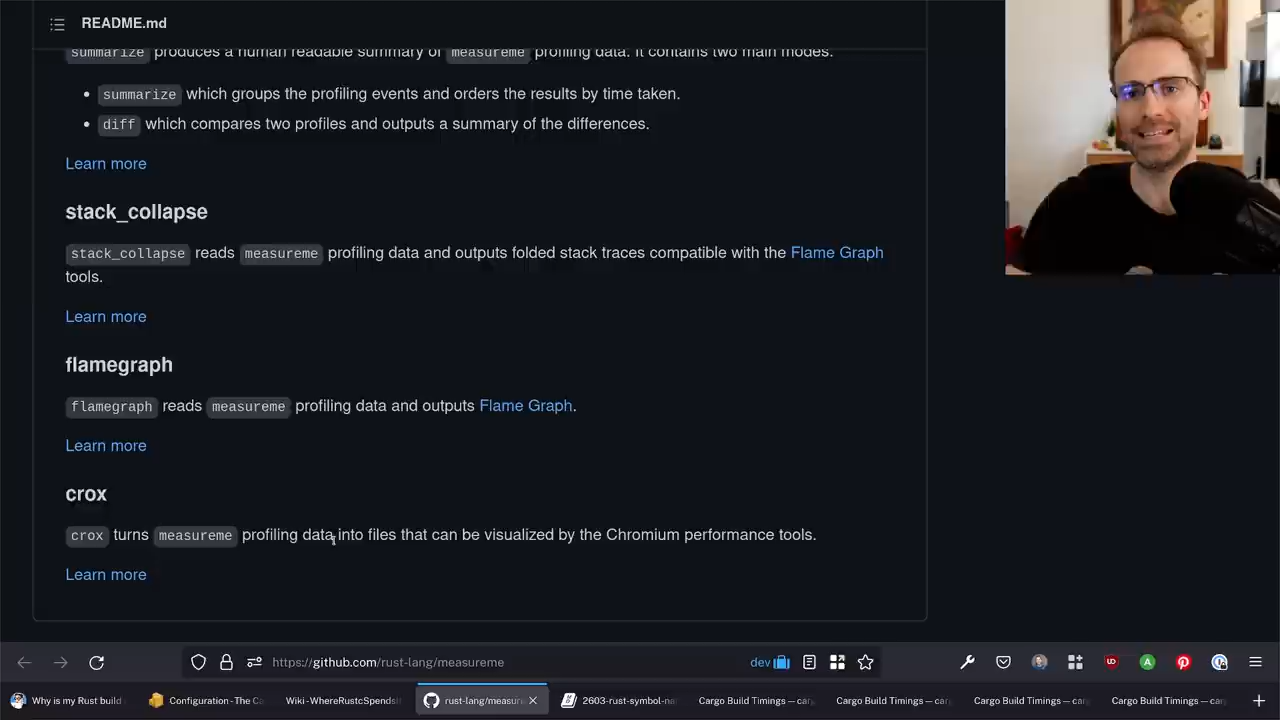 README.md
summarize produces a human readable summary of measureme profiling data. It contains two main modes:
summarize which groups the profiling events and orders the results by time taken.
diff which compares two profiles and outputs a summary of the differences.
Learn more
stack_collapse
stack_collapse reads measureme profiling data and outputs folded stack traces compatible with the Flame Graph
tools.
Learn more
flamegraph
flamegraph reads measureme profiling data and outputs Flame Graph.
Learn more
crox
crox turns measureme profiling data into files that can be visualized by the Chromium performance tools.
Learn more
https://github.com/rust-lang/measureme
dev
Why is my Rust build
Configuration - The Ca
Wiki-WhereRustcSpends
rust-lang/measurem
2603-rust-symbol-na
Cargo Build Timings — car
Cargo Build Timings — car
Cargo Build Timings — car
Cargo Build Timings — car